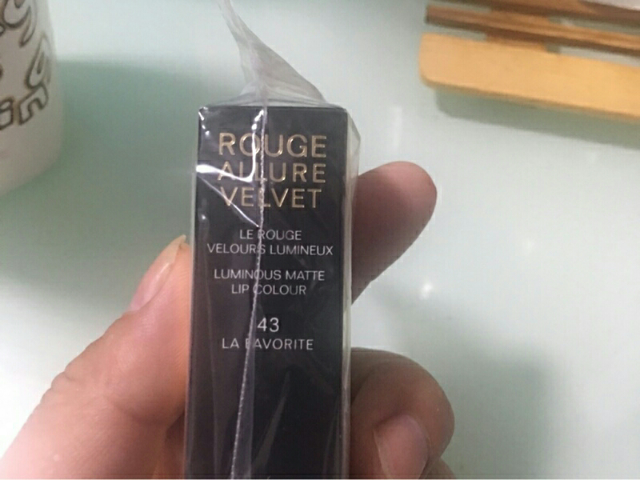 ROUGE
ALLURE
VELVET
LE ROUGE
VELOURS LUMINEUX
LUMINOUS MATTE
LIP COLOUR
43
LA FAVORITE